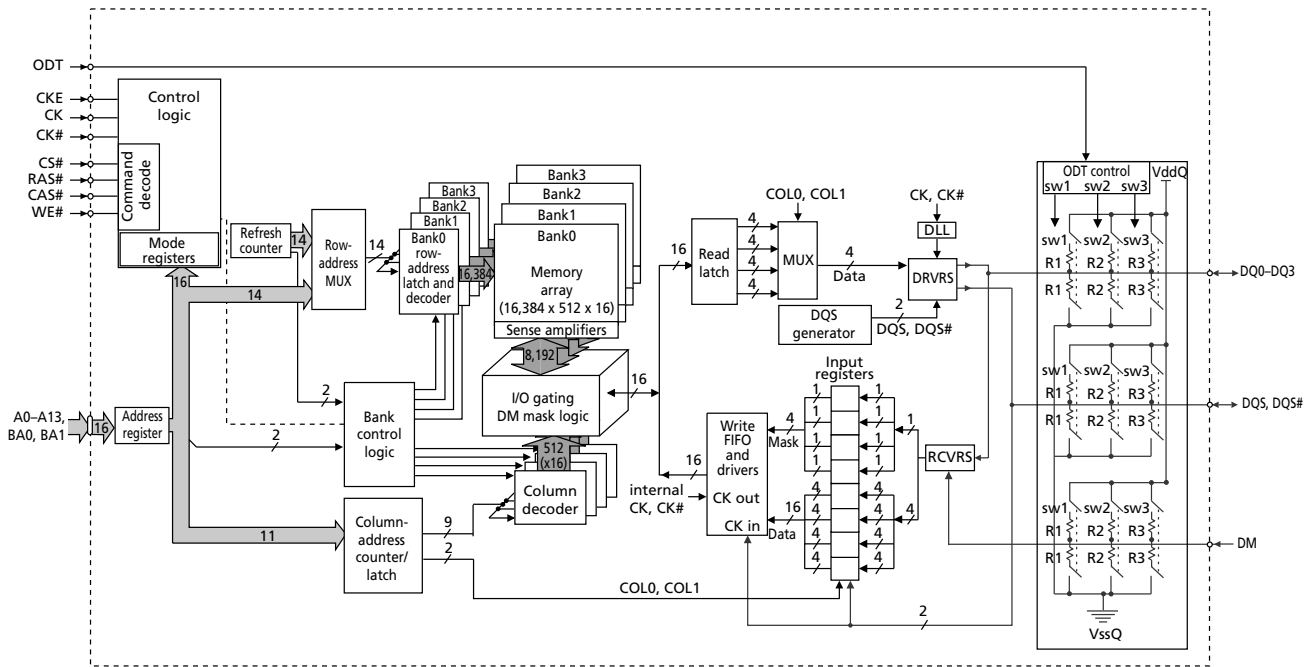 ODT
CKE
CK
CK#
CS#
RAS#
CAS#
WE#
Control
logic
Command
decode
Mode
registers
Refresh
counter
14
Row-
address
MUX
14
Bank3
Bank2
Bank1
Bank0
row-
address
latch and
decoder
16,384
Bank3
Bank2
Bank1
Bank0
Memory
array
(16,384 x 512 x 16)
Sense amplifiers
8,192
16
14
A0–A13,
BA0, BA1
16
Address
register
2
2
Bank
control
logic
I/O gating
DM mask logic
16
512
(x16)
Column
decoder
11
Column-
address
counter/
latch
9
2
COL0, COL1
16
Read
latch
4
4
4
4
COL0, COL1
MUX
4
Data
CK, CK#
DLL
DRVRS
DQS
generator
2
DQS, DQS#
Input
registers
16
internal
CK, CK#
Write
FIFO
and
drivers
CK out
CK in
4
Mask
16
Data
1
1
1
1
4
4
4
4
1
1
1
1
4
4
4
4
1
4
RCVRS
2
ODT control
sw1 sw2 sw3
VddQ
sw1 sw2 sw3
R1 R2 R3
R1 R2 R3
DQ0–DQ3
sw1 sw2 sw3
R1 R2 R3
R1 R2 R3
DQS, DQS#
sw1 sw2 sw3
R1 R2 R3
R1 R2 R3
DM
VssQ